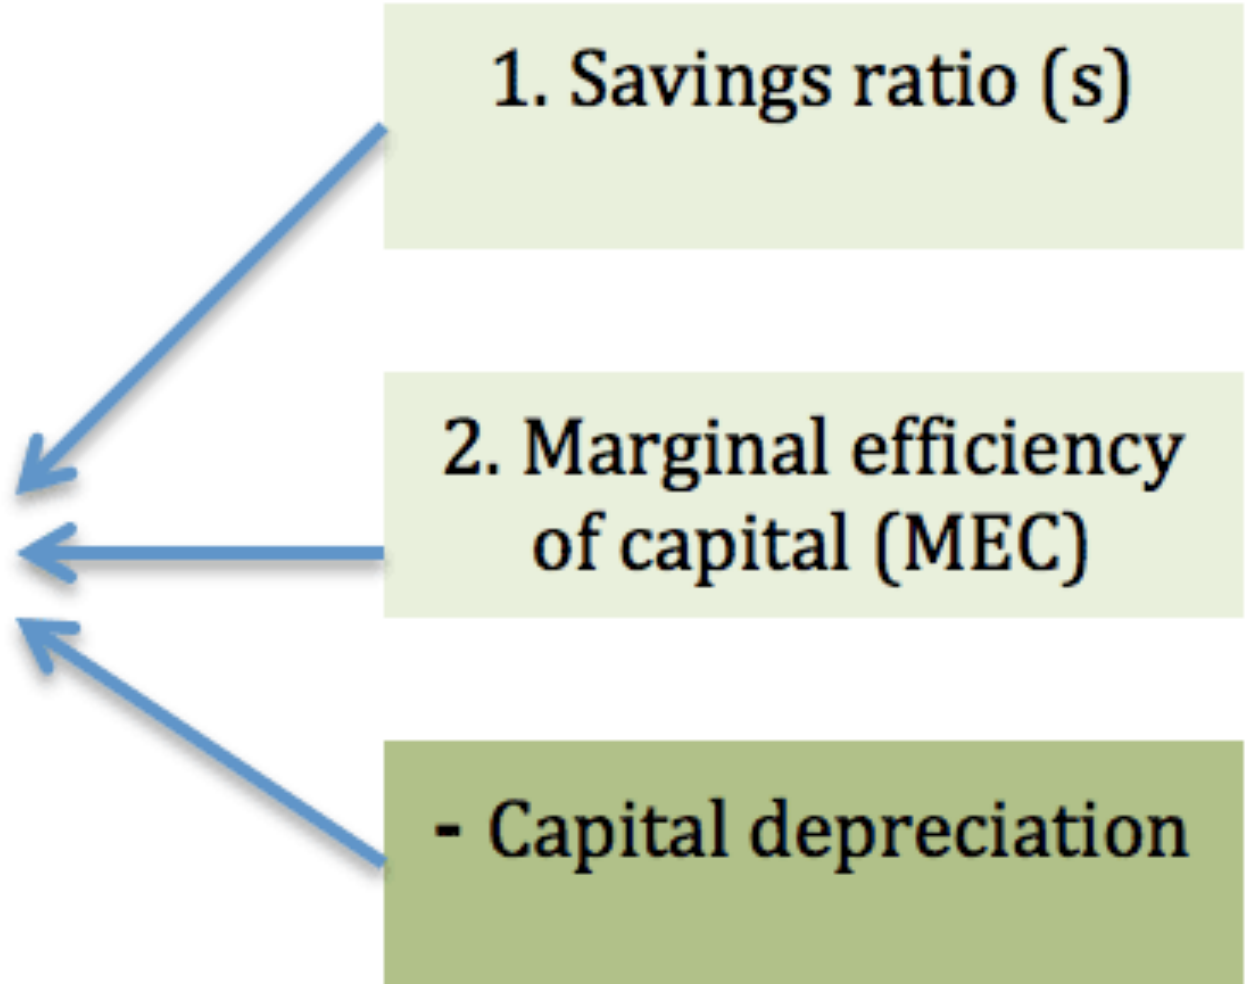 1. Savings ratio (s)
2. Marginal efficiency
of capital (MEC)
- Capital depreciation